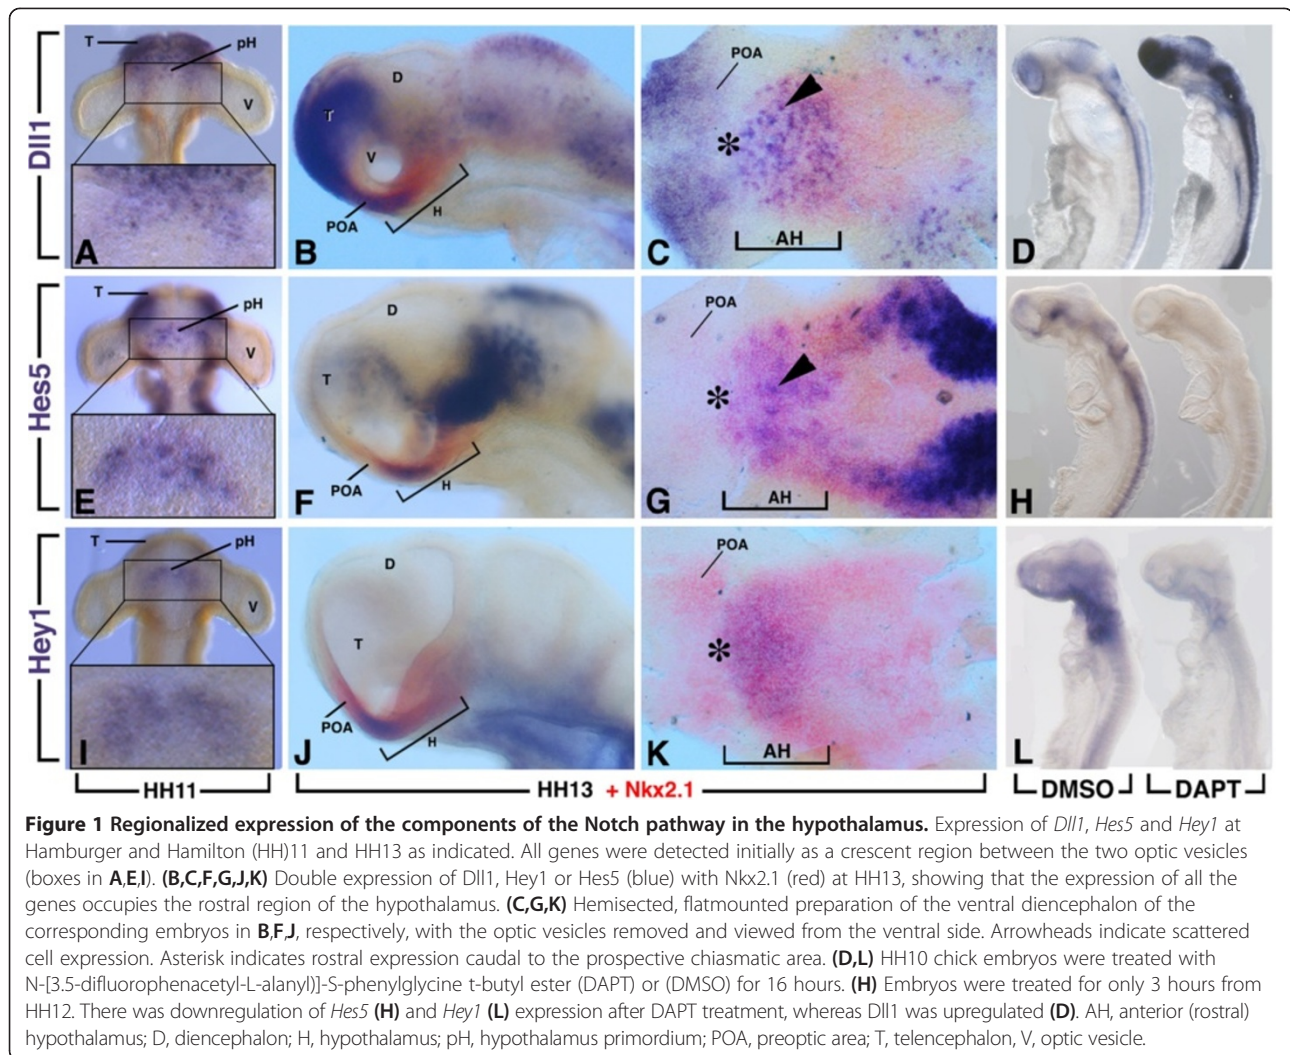 Dll1
T
pH
V
A
D
T
V
POA
H
B
POA
*
AH
C
D
Hes5
T
pH
V
E
D
T
POA
H
F
POA
*
AH
G
H
Hey1
T
pH
V
I
D
T
POA
H
J
POA
*
AH
K
L
HH11
HH13 + Nkx2.1
DMSO
DAPT
Figure 1 Regionalized expression of the components of the Notch pathway in the hypothalamus. Expression of Dll1, Hes5 and Hey1 at
Hamburger and Hamilton (HH)11 and HH13 as indicated. All genes were detected initially as a crescent region between the two optic vesicles
(boxes in A,E,I). (B,C,F,G,J,K) Double expression of Dll1, Hey1 or Hes5 (blue) with Nkx2.1 (red) at HH13, showing that the expression of all the
genes occupies the rostral region of the hypothalamus. (C,G,K) Hemisected, flatmounted preparation of the ventral diencephalon of the
corresponding embryos in B,F,J, respectively, with the optic vesicles removed and viewed from the ventral side. Arrowheads indicate scattered
cell expression. Asterisk indicates rostral expression caudal to the prospective chiasmatic area. (D,L) HH10 chick embryos were treated with
N-[3.5-difluorophenacetyl-L-alanyl)]-S-phenylglycine t-butyl ester (DAPT) or (DMSO) for 16 hours. (H) Embryos were treated for only 3 hours from
HH12. There was downregulation of Hes5 (H) and Hey1 (L) expression after DAPT treatment, whereas Dll1 was upregulated (D). AH, anterior (rostral)
hypothalamus; D, diencephalon; H, hypothalamus; pH, hypothalamus primordium; POA, preoptic area; T, telencephalon, V, optic vesicle.